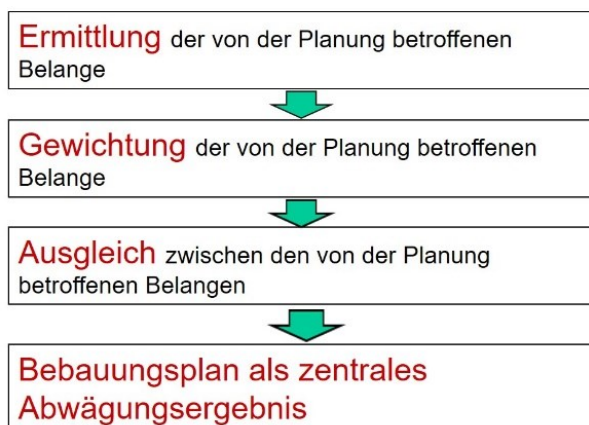 Ermittlung der von der Planung betroffenen
Belange
Gewichtung der von der Planung betroffenen
Belange
Ausgleich zwischen den von der Planung
betroffenen Belangen
Bebauungsplan als zentrales
Abwägungsergebnis